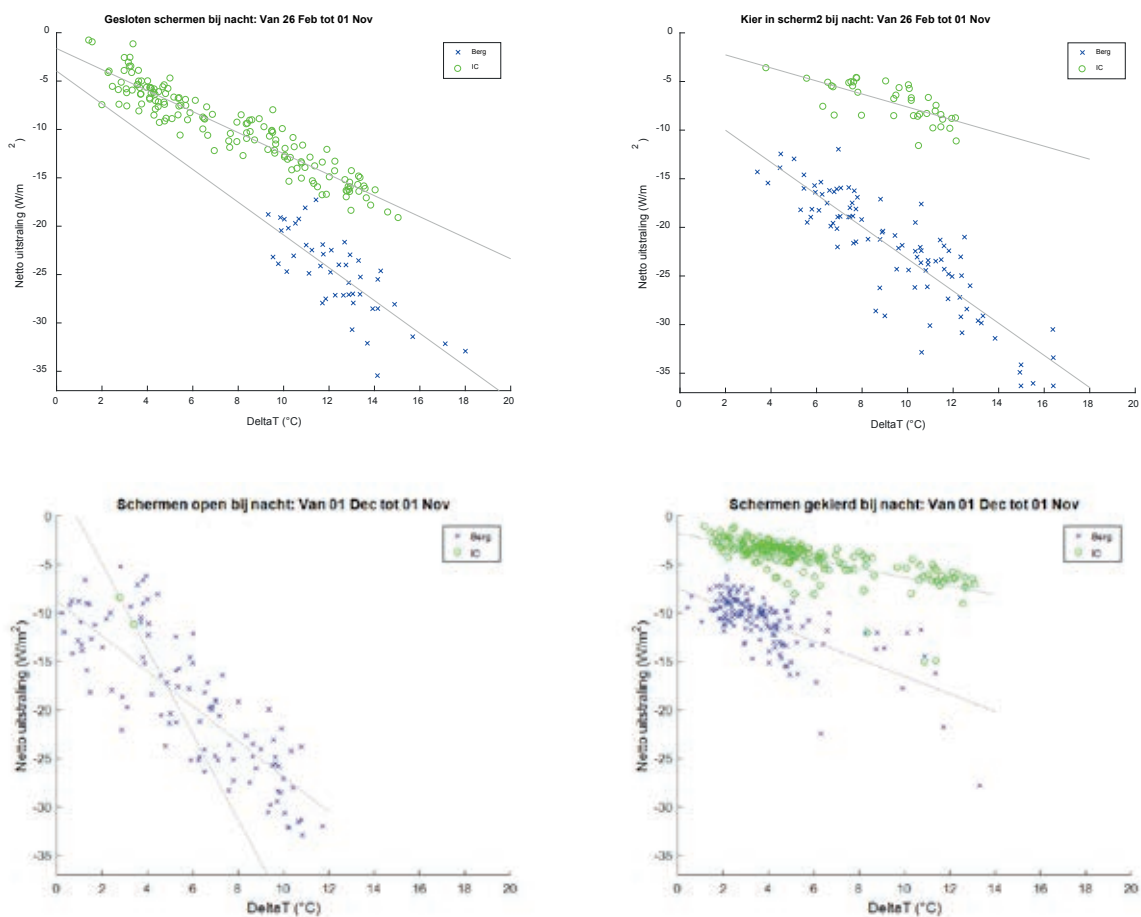 Gesloten schermen bij nacht: Van 26 Feb tot 01 Nov
0
-5
-10
-15
-20
-25
-30
-35
Netto uitstraling (W/m2)
0 2 4 6 8 10 12 14 16 18 20
DeltaT (°C)
Berg
IC
Kier in scherm2 bij nacht: Van 26 Feb tot 01 Nov
0
-5
-10
-15
-20
-25
-30
-35
Netto uitstraling (W/m2)
0 2 4 6 8 10 12 14 16 18 20
DeltaT (°C)
Berg
IC
Schermen open bij nacht: Van 01 Dec tot 01 Nov
0
-5
-10
-15
-20
-25
-30
-35
Netto uitstraling (W/m²)
0 2 4 6 8 10 12 14 16 18 20
DeltaT (°C)
Berg
IC
Schermen gekierd bij nacht: Van 01 Dec tot 01 Nov
0
-5
-10
-15
-20
-25
-30
-35
Netto uitstraling (W/m²)
0 2 4 6 8 10 12 14 16 18 20
DeltaT (°C)
Berg
IC